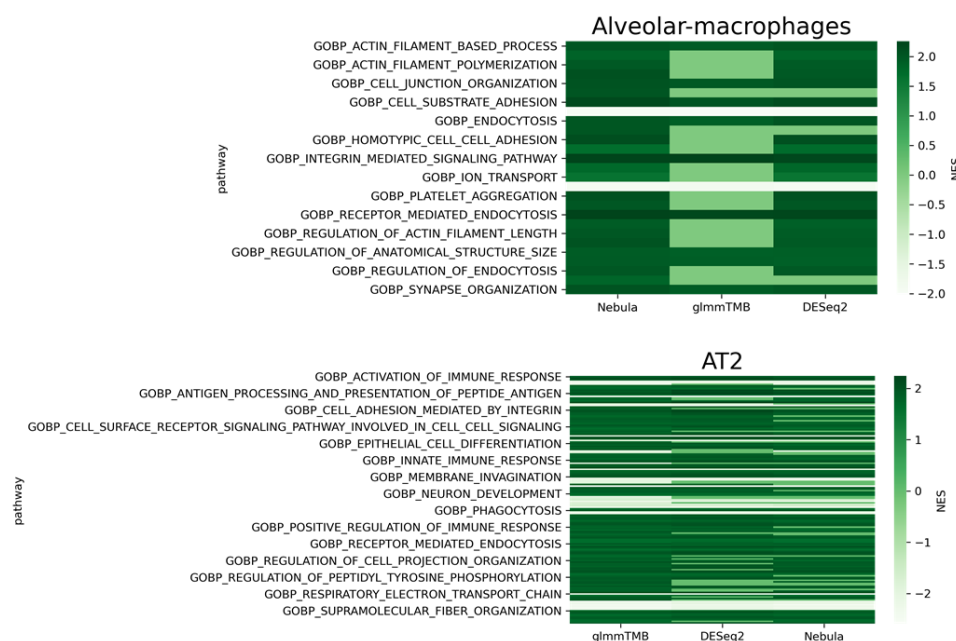 Alveolar-macrophages
GOBP_ACTIN_FILAMENT_BASED_PROCESS
GOBP_ACTIN_FILAMENT_POLYMERIZATION
GOBP_CELL_JUNCTION_ORGANIZATION
GOBP_CELL_SUBSTRATE_ADHESION
GOBP_ENDOCYTOSIS
GOBP_HOMOTYPIC_CELL_CELL_ADHESION
GOBP_INTEGRIN_MEDIATED_SIGNALING_PATHWAY
GOBP_ION_TRANSPORT
GOBP_PLATELET_AGGREGATION
GOBP_RECEPTOR_MEDIATED_ENDOCYTOSIS
GOBP_REGULATION_OF_ACTIN_FILAMENT_LENGTH
GOBP_REGULATION_OF_ANATOMICAL_STRUCTURE_SIZE
GOBP_REGULATION_OF_ENDOCYTOSIS
GOBP_SYNAPSE_ORGANIZATION
pathway
Nebula glmmTMB DESeq2
2.0
1.5
1.0
0.5
0.0
−0.5
−1.0
−1.5
−2.0
NES
AT2
GOBP_ACTIVATION_OF_IMMUNE_RESPONSE
GOBP_ANTIGEN_PROCESSING_AND_PRESENTATION_OF_PEPTIDE_ANTIGEN
GOBP_CELL_ADHESION_MEDIATED_BY_INTEGRIN
GOBP_CELL_SURFACE_RECEPTOR_SIGNALING_PATHWAY_INVOLVED_IN_CELL_CELL_SIGNALING
GOBP_EPITHELIAL_CELL_DIFFERENTIATION
GOBP_INNATE_IMMUNE_RESPONSE
GOBP_MEMBRANE_INVAGINATION
GOBP_NEURON_DEVELOPMENT
GOBP_PHAGOCYTOSIS
GOBP_POSITIVE_REGULATION_OF_IMMUNE_RESPONSE
GOBP_RECEPTOR_MEDIATED_ENDOCYTOSIS
GOBP_REGULATION_OF_CELL_PROJECTION_ORGANIZATION
GOBP_REGULATION_OF_PEPTIDYL_TYROSINE_PHOSPHORYLATION
GOBP_RESPIRATORY_ELECTRON_TRANSPORT_CHAIN
GOBP_SUPRAMOLECULAR_FIBER_ORGANIZATION
pathway
glmmTMB DESeq2 Nebula
2
1
0
−1
−2
NES